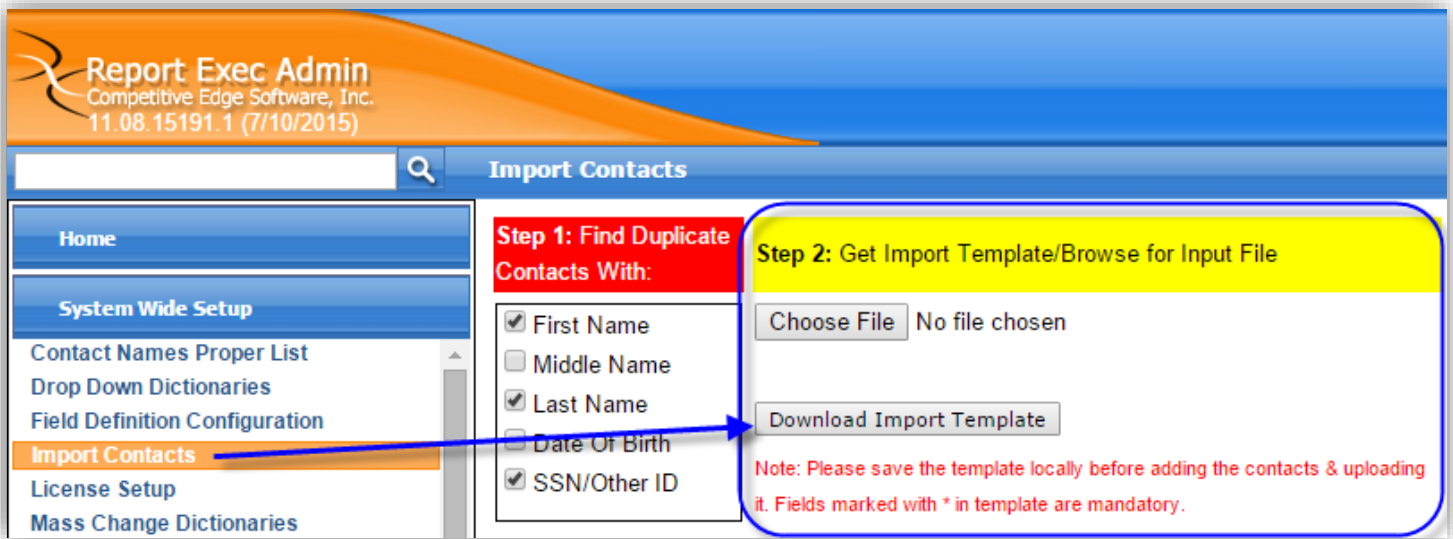 Report Exec Admin
Competitive Edge Software, Inc.
11.08.15191.1 (7/10/2015)
Import Contacts
Home
System Wide Setup
Contact Names Proper List
Drop Down Dictionaries
Field Definition Configuration
Import Contacts
License Setup
Mass Change Dictionaries
Step 1: Find Duplicate
Contacts With:
First Name
Middle Name
Last Name
Date Of Birth
SSN/Other ID
Step 2: Get Import Template/Browse for Input File
Choose File No file chosen
Download Import Template
Note: Please save the template locally before adding the contacts & uploading
it. Fields marked with * in template are mandatory.